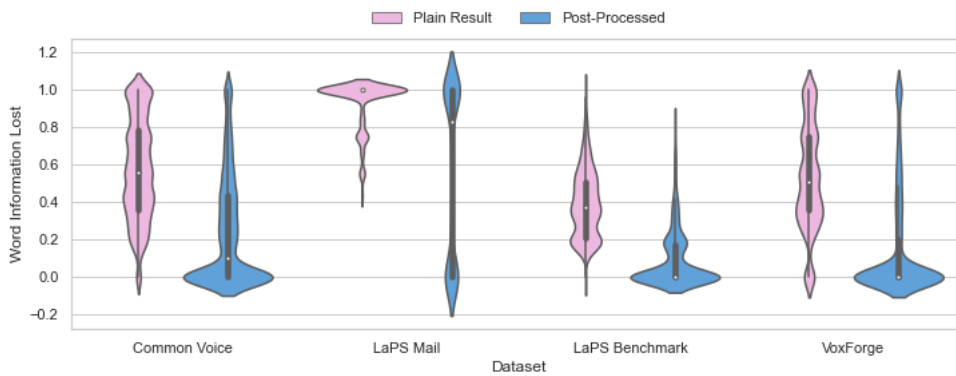 Plain Result Post-Processed
1.2
1.0
0.8
0.6
0.4
0.2
0.0
−0.2
Word Information Lost
Common Voice LaPS Mail LaPS Benchmark VoxForge
Dataset